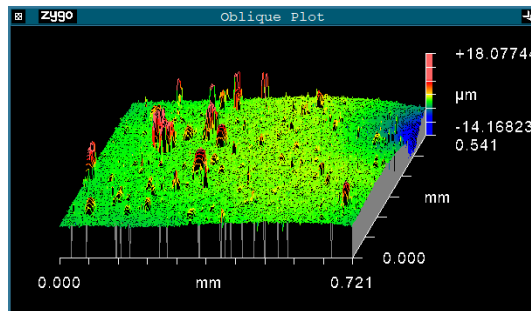 zygo Oblique Plot
+18.07744
µm
-14.16823
0.541
mm
0.000
0.000 mm 0.721